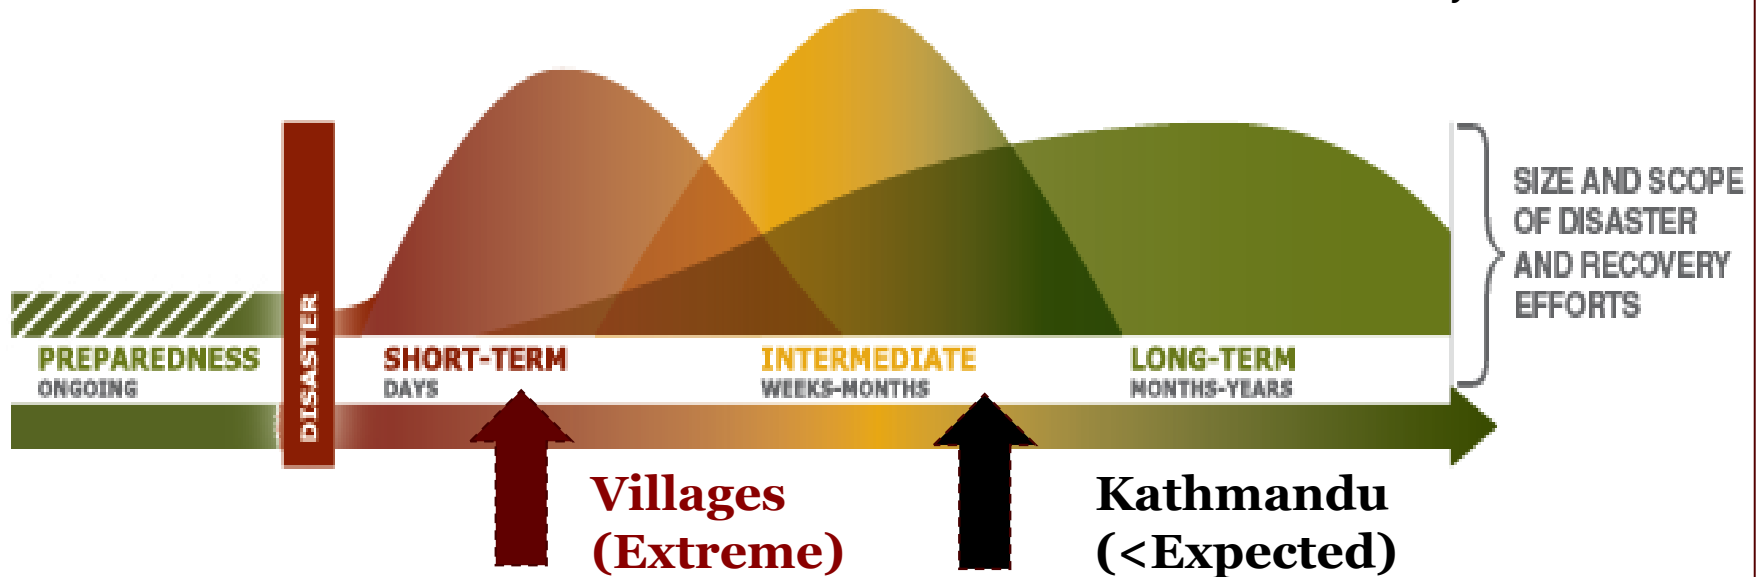 SIZE AND SCOPE
OF DISASTER
AND RECOVERY
EFFORTS
DISASTER
PREPAREDNESS
ONGOING
SHORT-TERM
DAYS
INTERMEDIATE
WEEKS-MONTHS
LONG-TERM
MONTHS-YEARS
Villages
(Extreme)
Kathmandu
(<Expected)